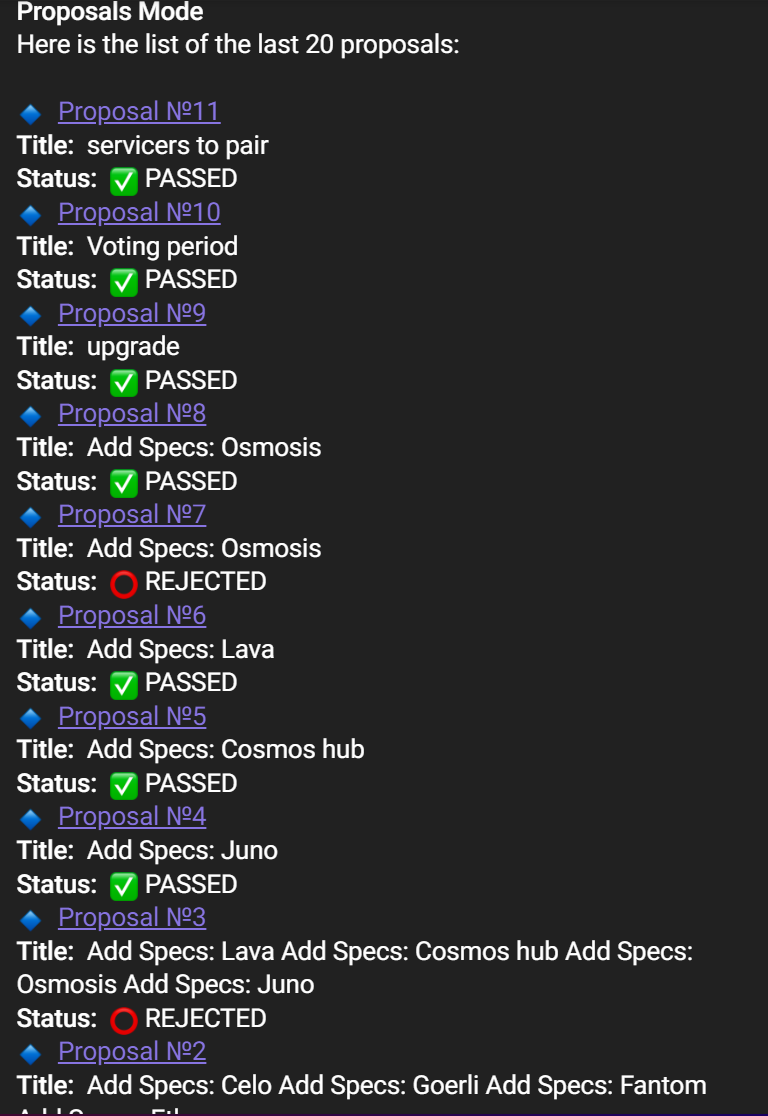 Proposals Mode
Here is the list of the last 20 proposals:
Proposal №11
Title: servicers to pair
Status: ✅ PASSED
Proposal №10
Title: Voting period
Status: ✅ PASSED
Proposal №9
Title: upgrade
Status: ✅ PASSED
Proposal №8
Title: Add Specs: Osmosis
Status: ✅ PASSED
Proposal №7
Title: Add Specs: Osmosis
Status: ⭕ REJECTED
Proposal №6
Title: Add Specs: Lava
Status: ✅ PASSED
Proposal №5
Title: Add Specs: Cosmos hub
Status: ✅ PASSED
Proposal №4
Title: Add Specs: Juno
Status: ✅ PASSED
Proposal №3
Title: Add Specs: Lava Add Specs: Cosmos hub Add Specs:
Osmosis Add Specs: Juno
Status: ⭕ REJECTED
Proposal №2
Title: Add Specs: Celo Add Specs: Goerli Add Specs: Fantom